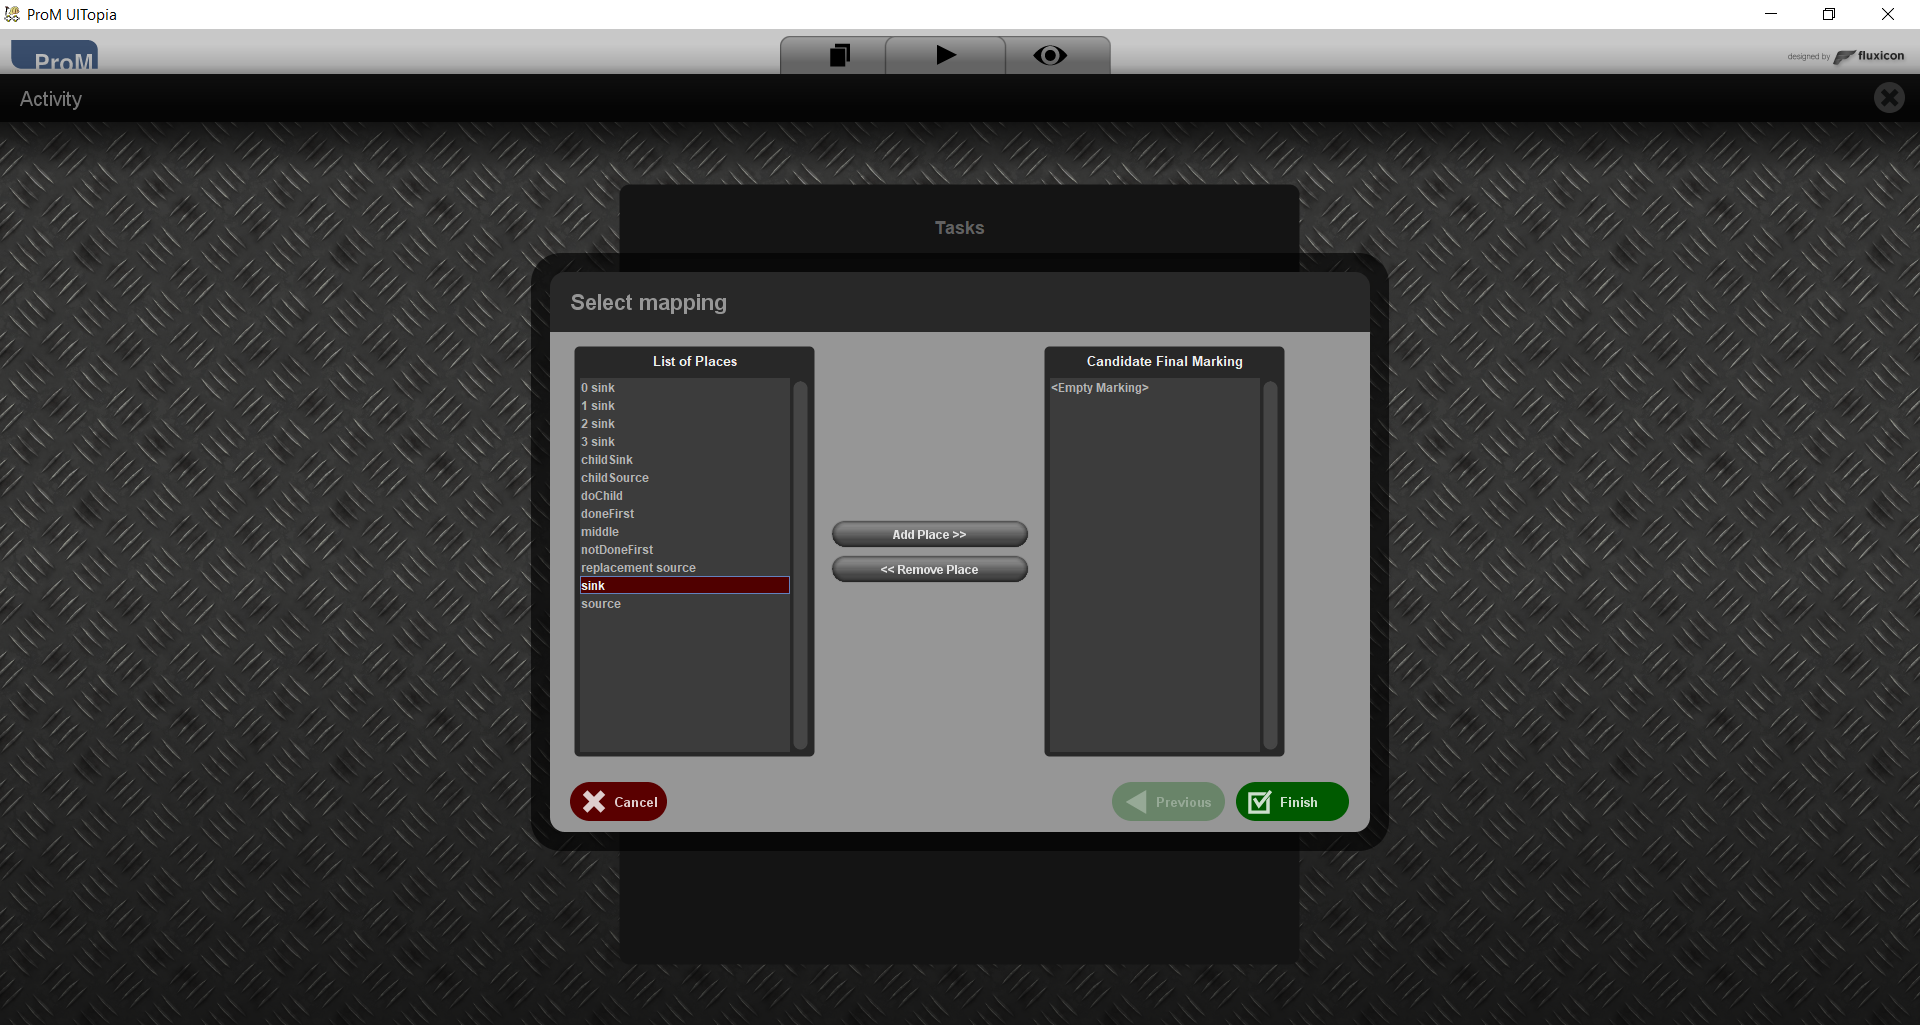 ProM UITopia
ProM
designed by fluxicon
Activity
Tasks
Select mapping
List of Places
0 sink
1 sink
2 sink
3 sink
childSink
childSource
doChild
doneFirst
middle
notDoneFirst
replacement source
sink
source
Add Place >>
<< Remove Place
Candidate Final Marking
<Empty Marking>
Cancel
Previous
Finish